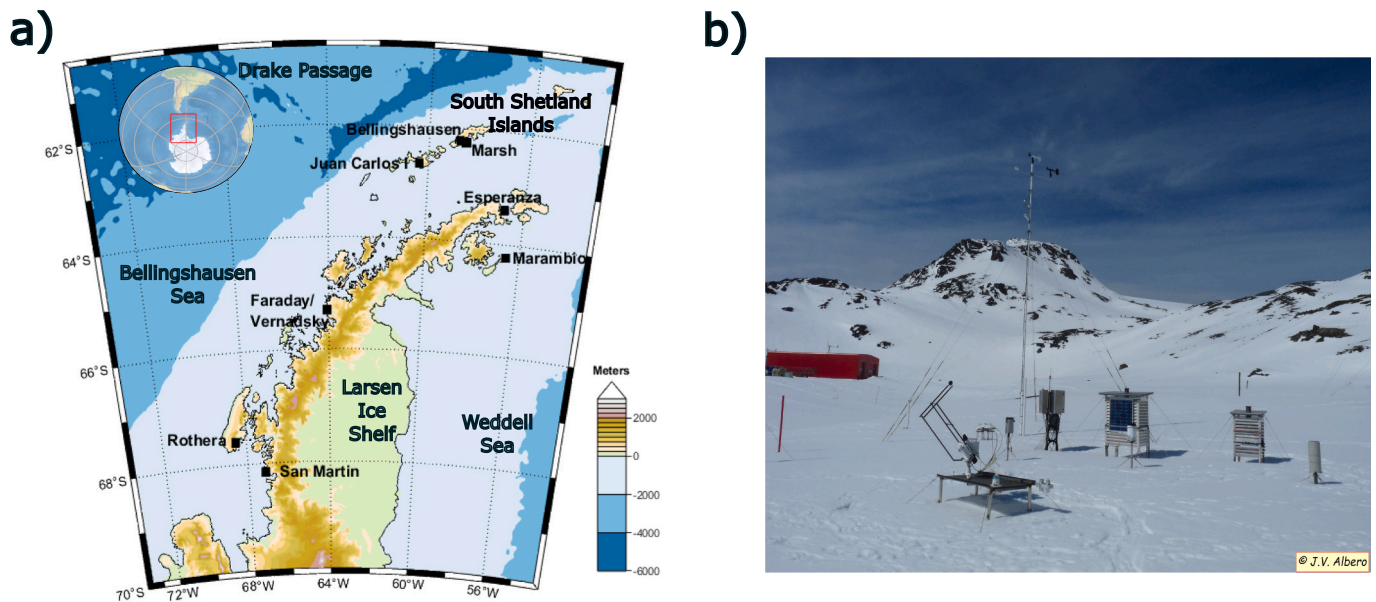 a)
b)
Drake Passage
South Shetland
Islands
Bellingshausen
Marsh
Juan Carlos I
Esperanza
Marambio
Bellingshausen
Sea
Faraday/
Vernadsky
Larsen
Ice
Shelf
Weddell
Sea
Rothera
San Martin
62°S
64°S
66°S
68°S
70°S
72°W
68°W
64°W
60°W
56°W
Meters
2000
0
-2000
-4000
-6000
© J.V. Albero